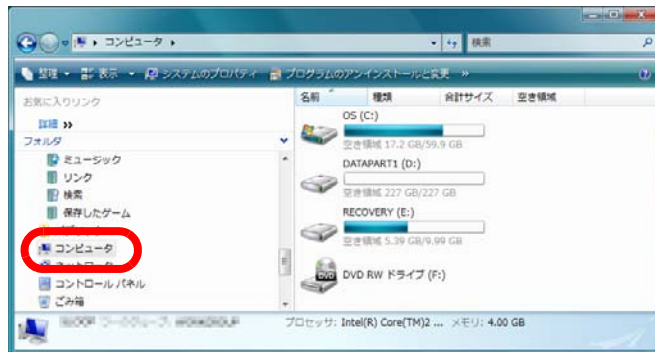 コンピュータ
検索
整理 表示 システムのプロパティ プログラムのアンインストールと変更 »
お気に入りリンク
詳細 »
フォルダ
ミュージック
リンク
検索
保存したゲーム
コンピュータ
コントロール パネル
ごみ箱
名前 種類 合計サイズ 空き領域
OS (C:)
空き領域 17.2 GB/59.9 GB
DATAPART1 (D:)
空き領域 227 GB/227 GB
RECOVERY (E:)
空き領域 5.39 GB/9.99 GB
DVD RW ドライブ (F:)
プロセッサ: Intel(R) Core(TM)2 ... メモリ: 4.00 GB